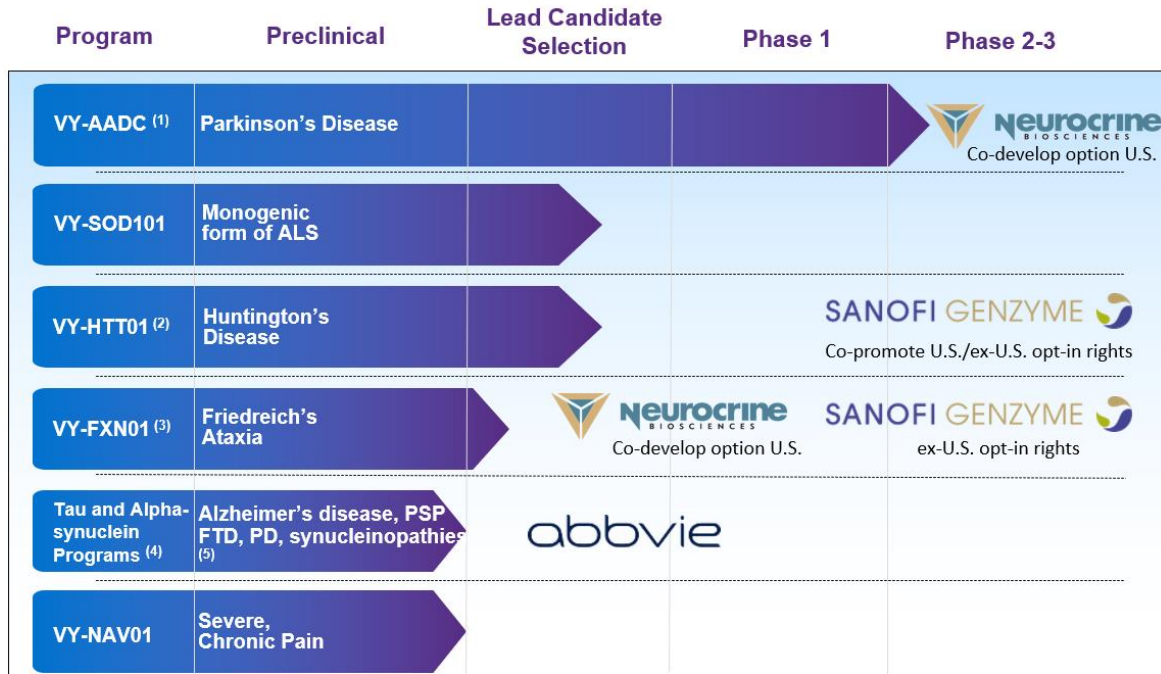 Program
Preclinical
Lead Candidate
Selection
Phase 1
Phase 2-3
VY-AADC (1)
Parkinson's Disease
NEUROCRINE
BIOSCIENCES
Co-develop option U.S.
VY-SOD101
Monogenic
form of ALS
VY-HTT01 (2)
Huntington's
Disease
SANOFI GENZYME
Co-promote U.S./ex-U.S. opt-in rights
VY-FXN01 (3)
Friedreich's
Ataxia
NEUROCRINE
BIOSCIENCES
Co-develop option U.S.
SANOFI GENZYME
ex-U.S. opt-in rights
Tau and Alpha-
synuclein
Programs (4)
Alzheimer's disease, PSP
FTD, PD, synucleinopathies
(5)
abbvie
VY-NAV01
Severe,
Chronic Pain